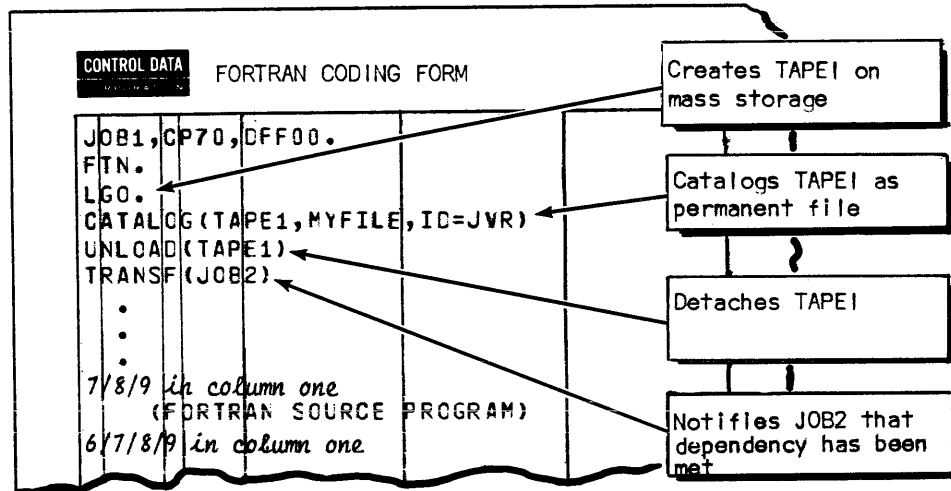 CONTROL DATA
FORTRAN CODING FORM
JOB1,CP70,DFF00.
FTN.
LGO.
CATALOG(TAPE1,MYFILE,ID=JVR)
UNLOAD(TAPE1)
TRANSF(JOB2)
.
.
.
7/8/9 in column one
(FORTRAN SOURCE PROGRAM)
6/7/8/9 in column one
Creates TAPE1 on
mass storage
Catalogs TAPE1 as
permanent file
Detaches TAPE1
Notifies JOB2 that
dependency has been
met